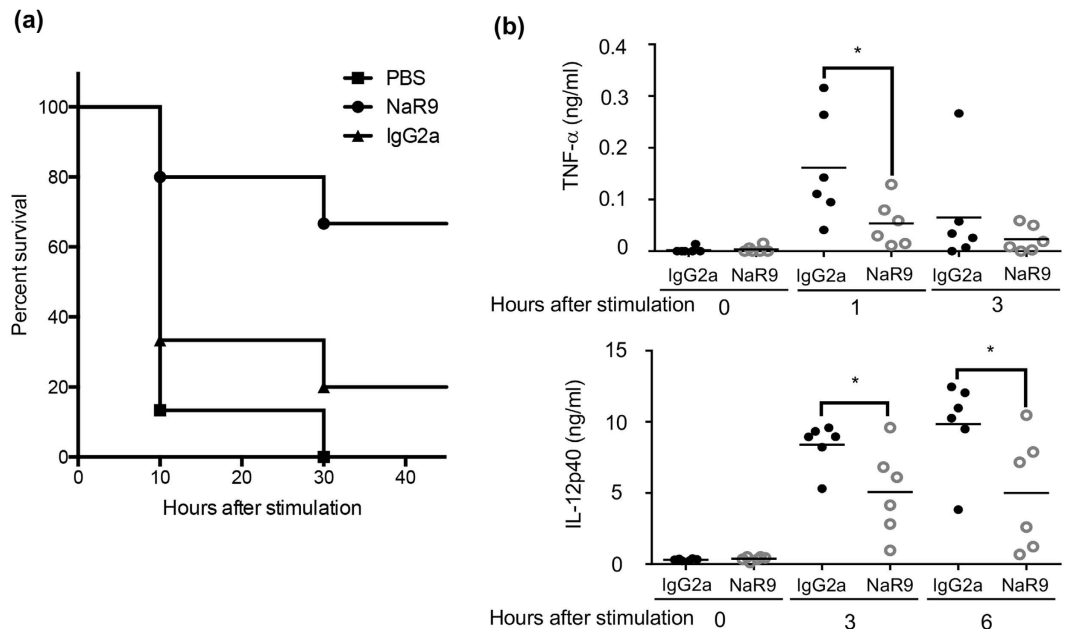 (a)
PBS
NaR9
IgG2a
100
80
60
40
20
0
Percent survival
0 10 20 30 40
Hours after stimulation
(b)
0.4
0.3
0.2
0.1
0
TNF-α (ng/ml)
*
IgG2a NaR9 IgG2a NaR9 IgG2a NaR9
Hours after stimulation 0 1 3
15
10
5
0
IL-12p40 (ng/ml)
* *
IgG2a NaR9 IgG2a NaR9 IgG2a NaR9
Hours after stimulation 0 3 6